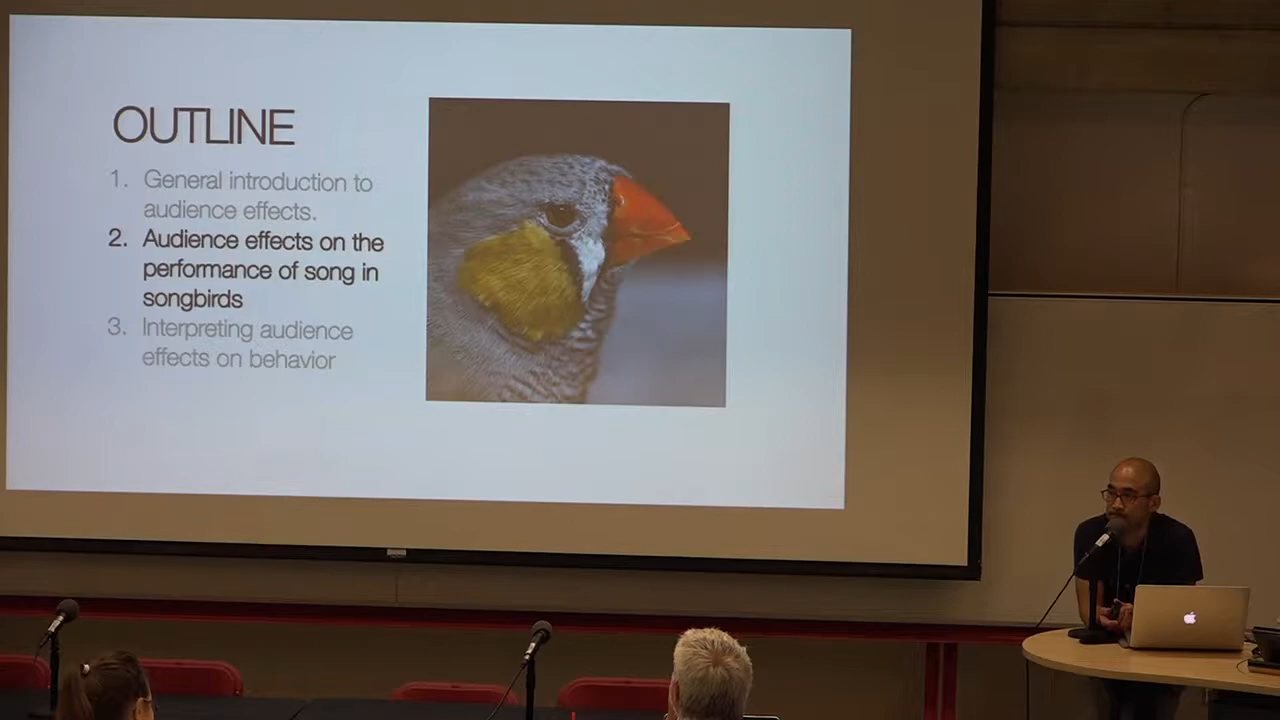 OUTLINE
1. General introduction to
audience effects.
2. Audience effects on the
performance of song in
songbirds
3. Interpreting audience
effects on behavior